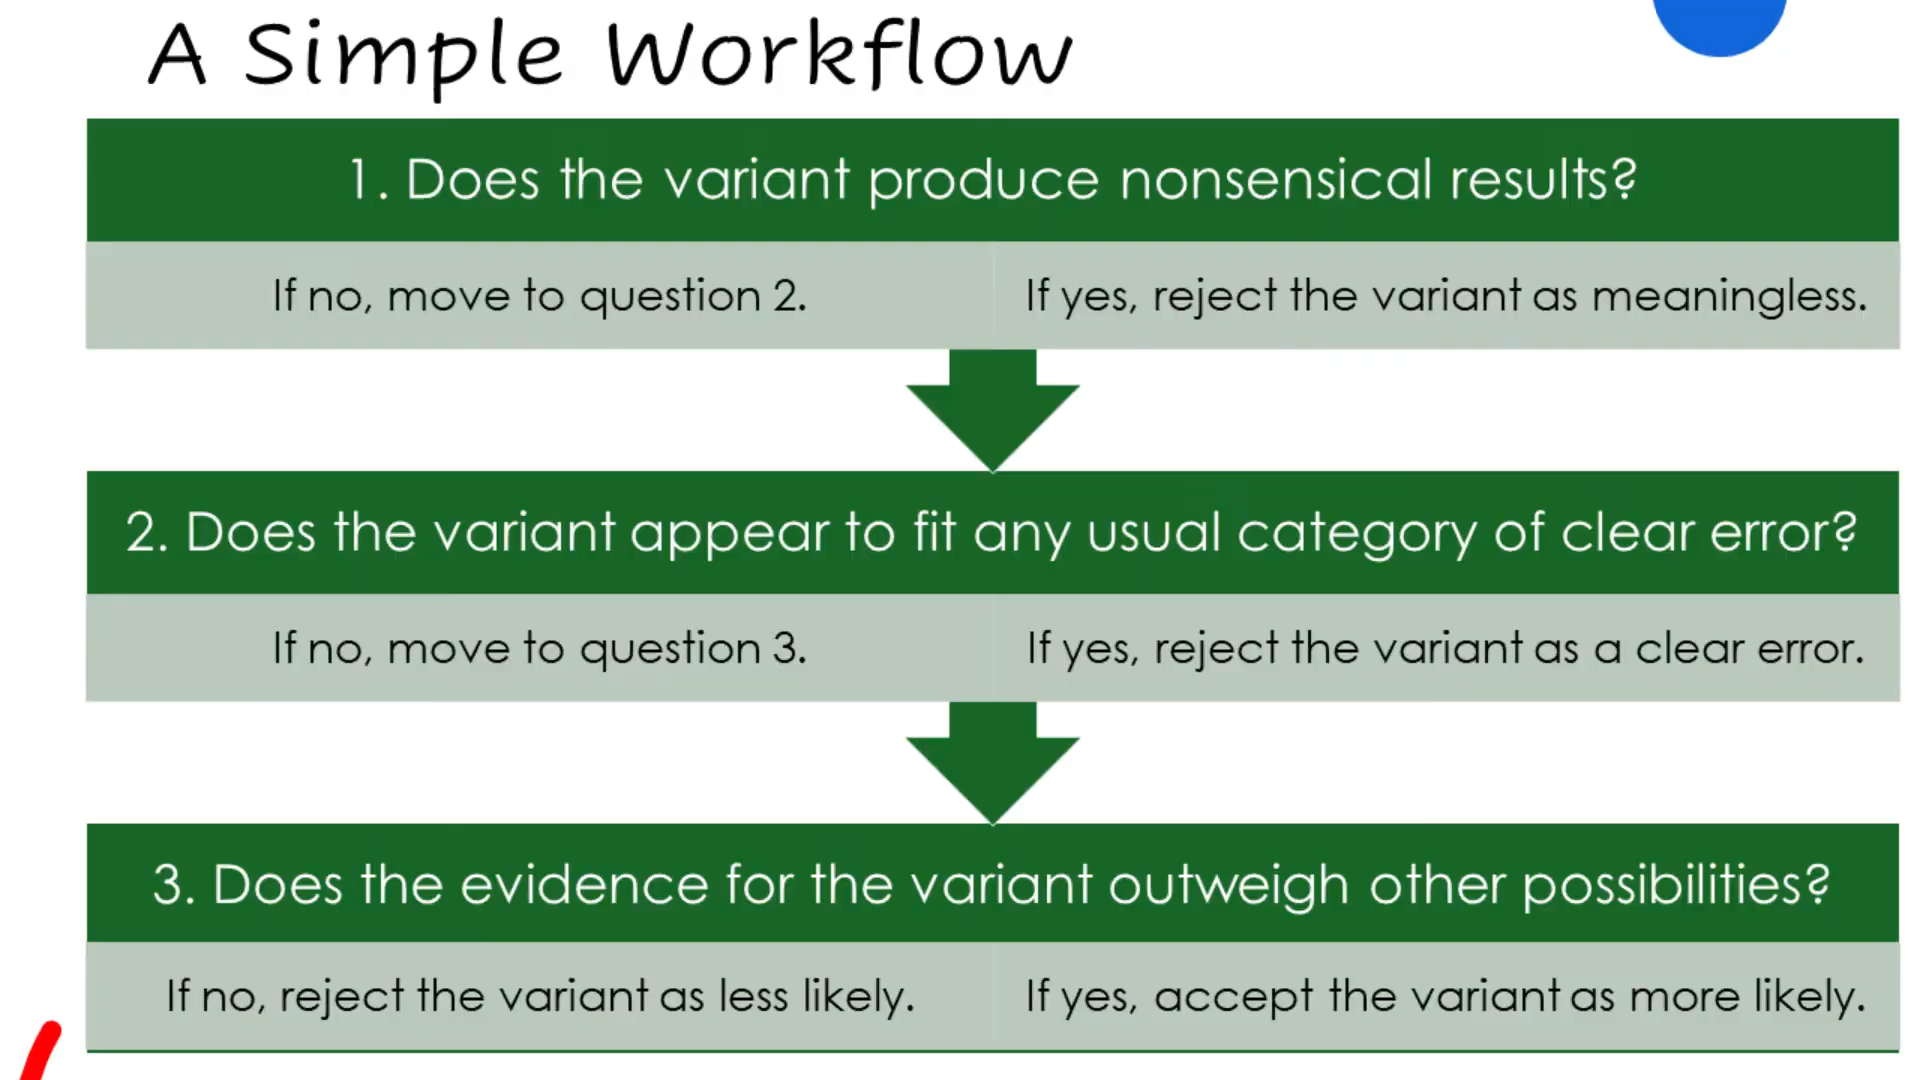 A Simple Workflow
1. Does the variant produce nonsensical results?
If no, move to question 2.
If yes, reject the variant as meaningless.
2. Does the variant appear to fit any usual category of clear error?
If no, move to question 3.
If yes, reject the variant as a clear error.
3. Does the evidence for the variant outweigh other possibilities?
If no, reject the variant as less likely.
If yes, accept the variant as more likely.